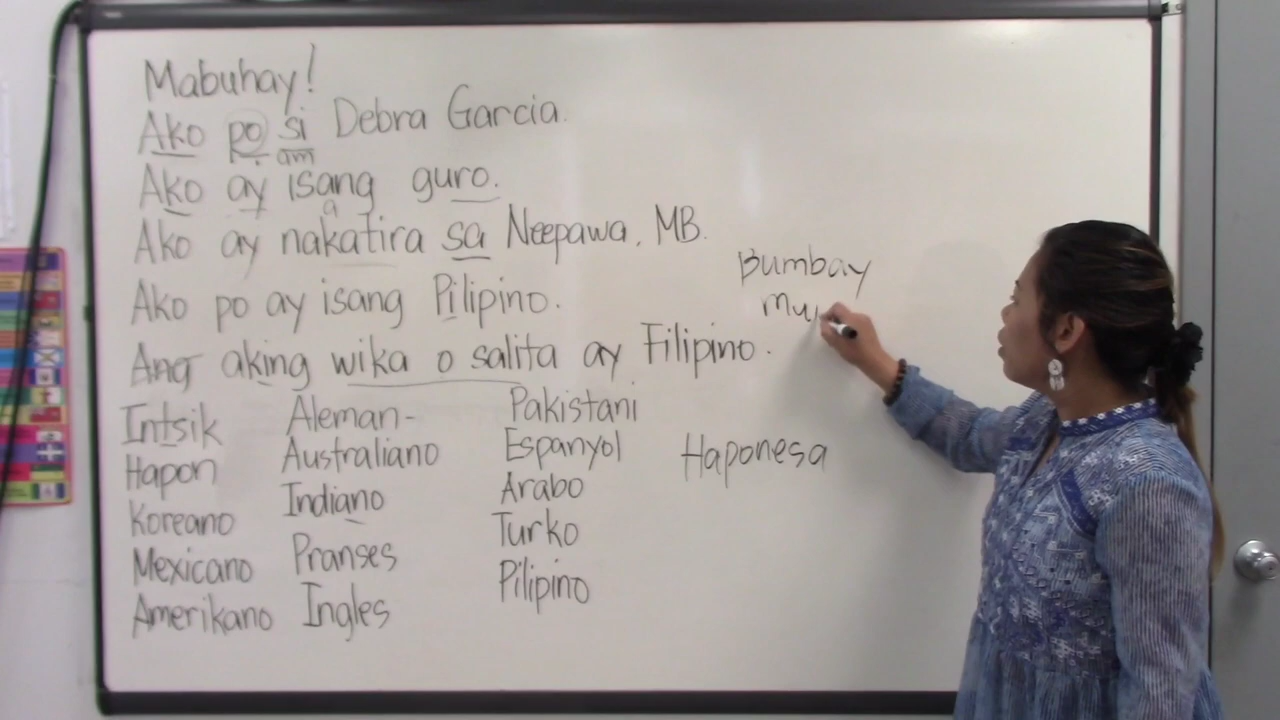 Mabuhay!
Ako po si Debra Garcia.
am
Ako ay isang guro.
a
Ako ay nakatira sa Neepawa, MB.
Ako po ay isang Pilipino.
Ang aking wika o salita ay Filipino.
Bumbay
mu
Intsik Aleman- Pakistani
Hapon Australiano Espanyol Haponesa
Koreano Indiano Arabo
Mexicano Pranses Turko
Amerikano Ingles Pilipino